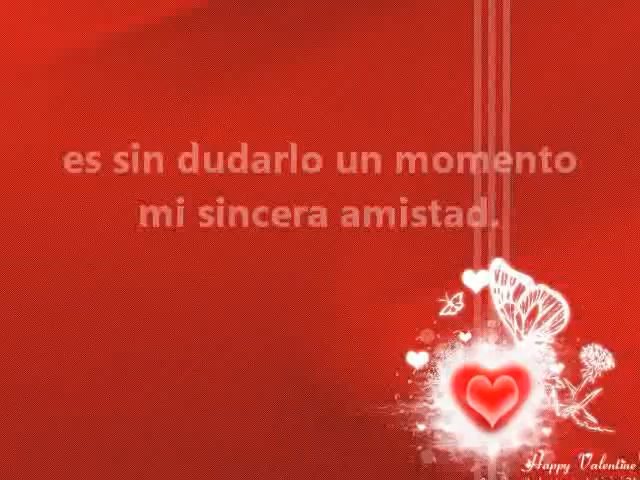 es sin dudarlo un momento
mi sincera amistad.
Happy Valentine